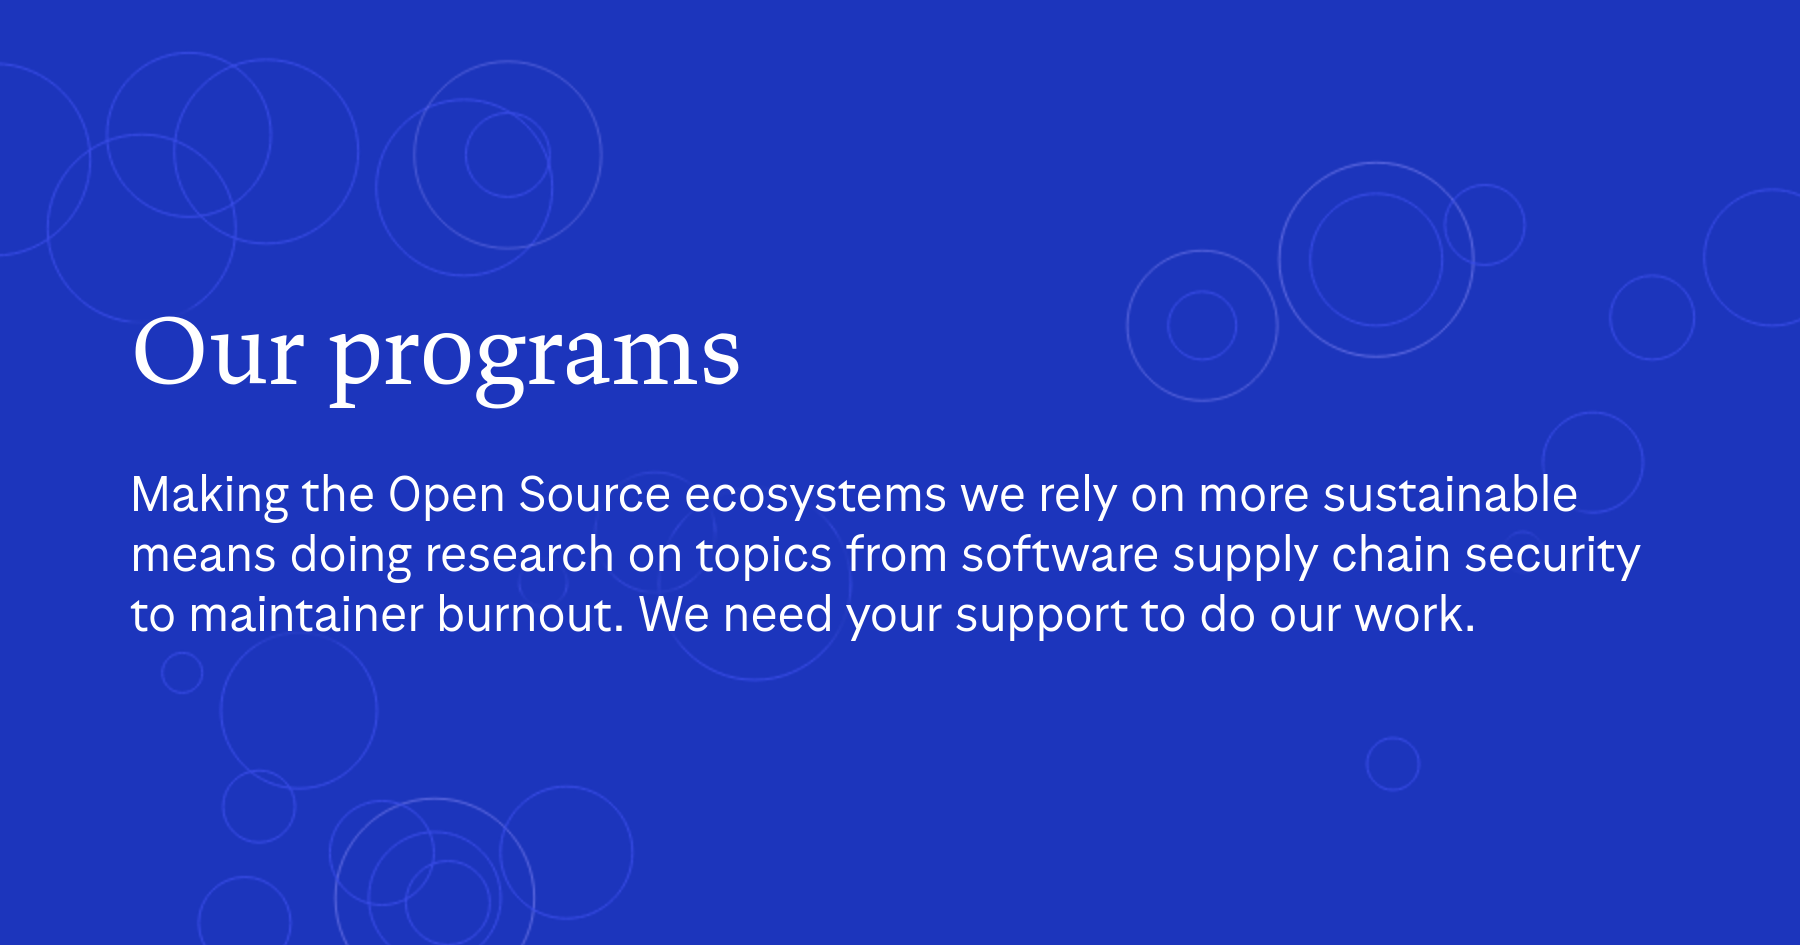 Our programs
Making the Open Source ecosystems we rely on more sustainable
means doing research on topics from software supply chain security
to maintainer burnout. We need your support to do our work.